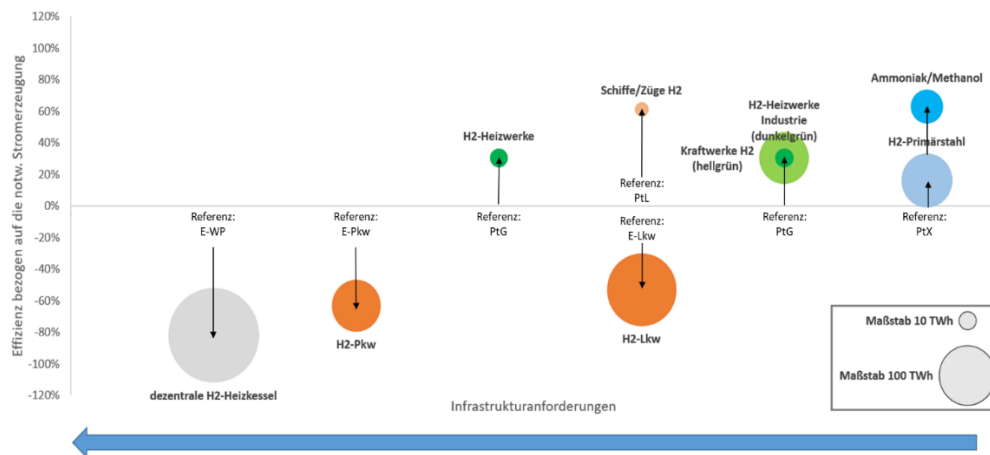 Effizienz bezogen auf die notw. Stromerzeugung
120%
100%
80%
60%
40%
20%
0%
-20%
-40%
-60%
-80%
-100%
-120%
Referenz:
E-WP
dezentrale H2-Heizkessel
Referenz:
E-Pkw
H2-Pkw
H2-Heizwerke
Referenz:
PtG
Schiffe/Züge H2
Referenz:
PtL
Referenz:
E-Lkw
H2-Lkw
H2-Heizwerke
Industrie
(dunkelgrün)
Kraftwerke H2
(hellgrün)
Referenz:
PtG
Ammoniak/Methanol
H2-Primärstahl
Referenz:
PtX
Maßstab 10 TWh
Maßstab 100 TWh
Infrastrukturanforderungen